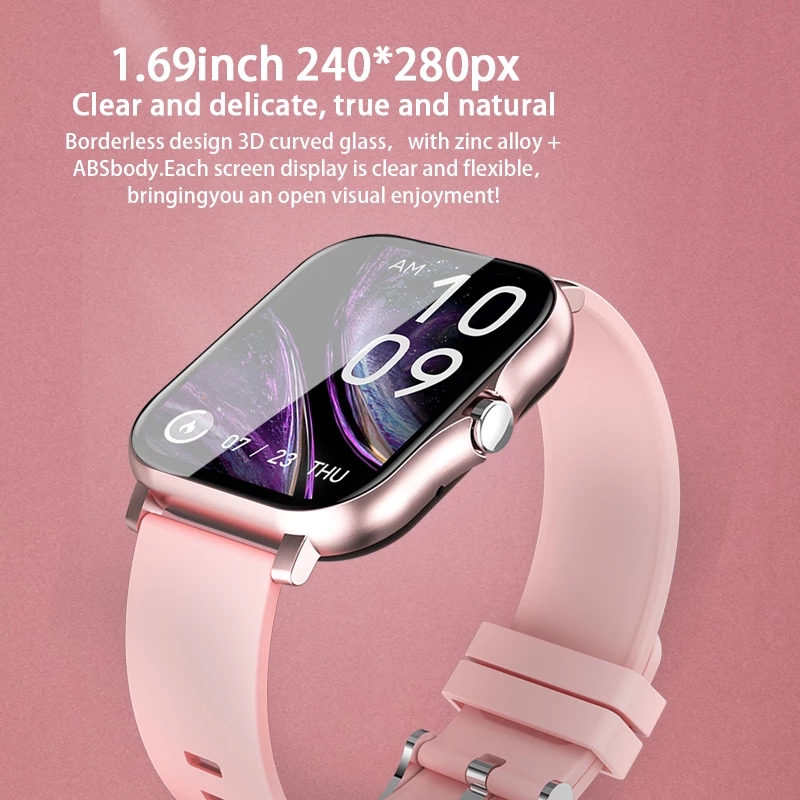 1.69inch 240*280px
Clear and delicate, true and natural
Borderless design 3D curved glass，with zinc alloy +
ABSbody.Each screen display is clear and flexible，
bringingyou an open visual enjoyment!
AM
10
09
07 / 23 THU